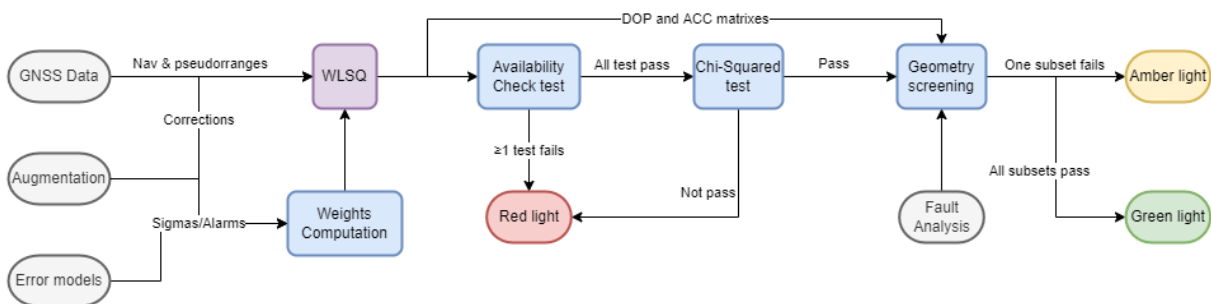 DOP and ACC matrixes
GNSS Data
Nav & pseudorranges
WLSQ
Availability
Check test
All test pass
Chi-Squared
test
Pass
Geometry
screening
One subset fails
Amber light
Corrections
≥1 test fails
Augmentation
All subsets pass
Not pass
Sigmas/Alarms
Weights
Computation
Red light
Fault
Analysis
Green light
Error models